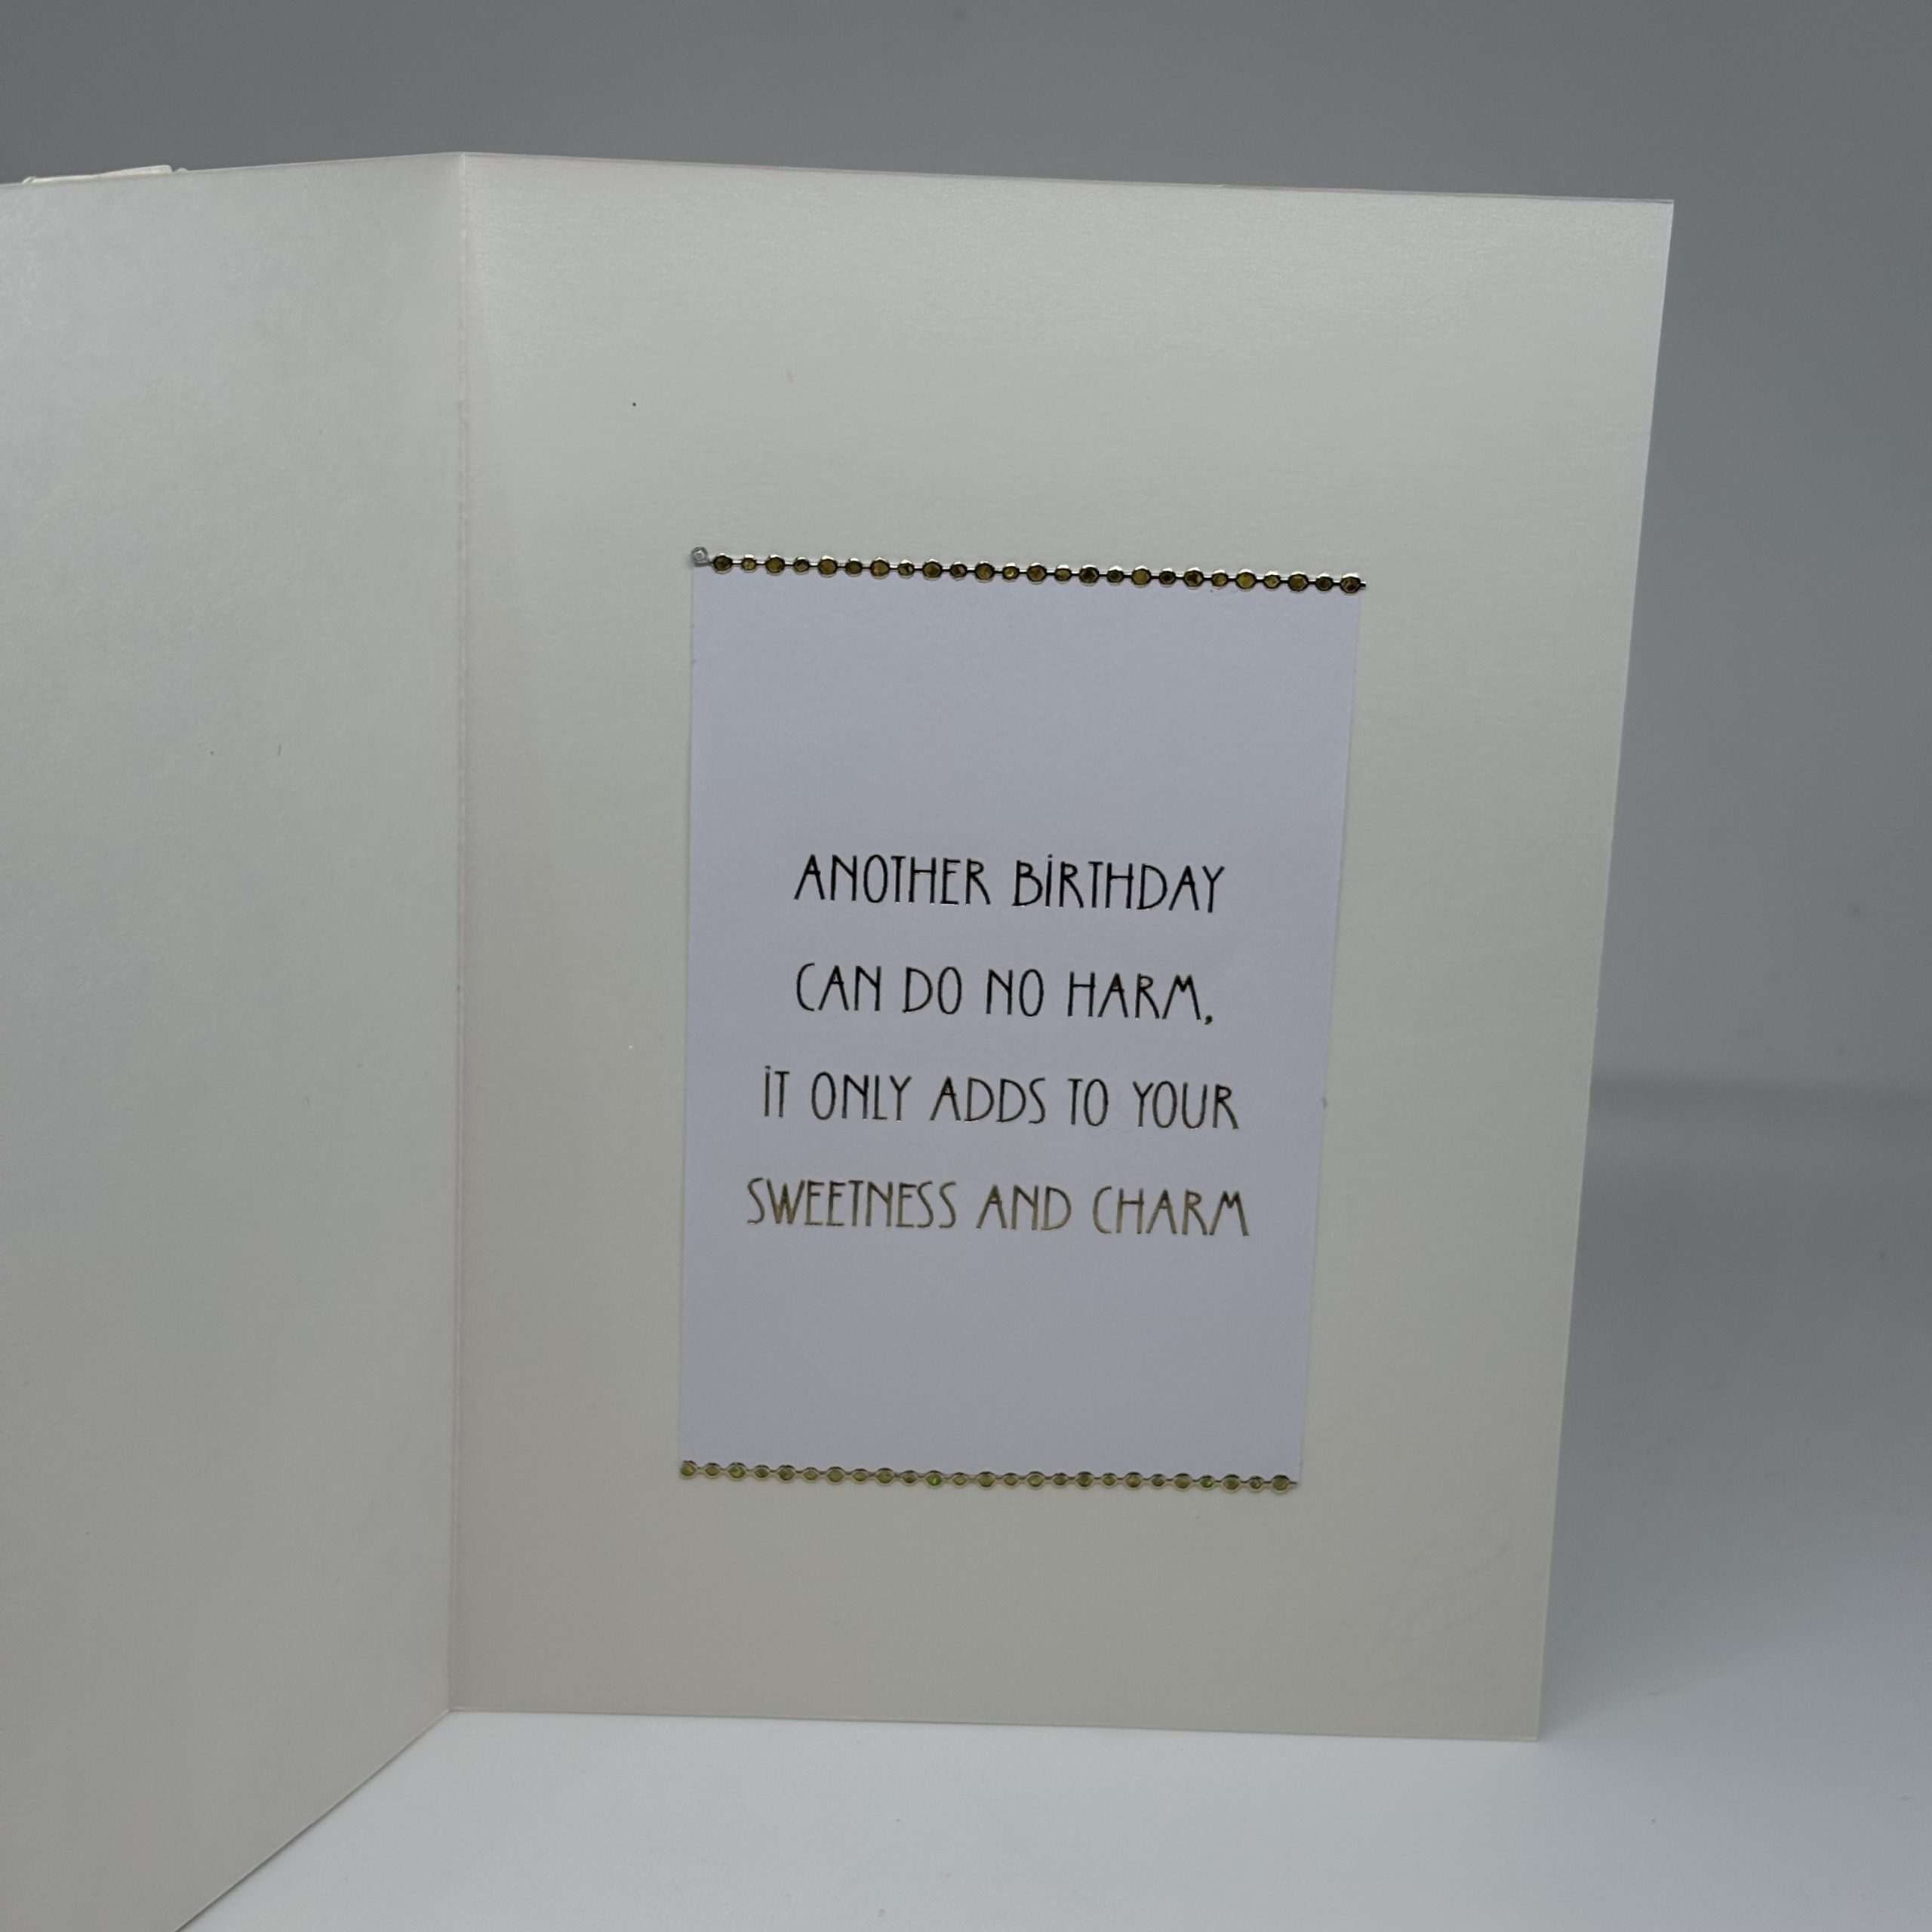 ANOTHER BIRTHDAY
CAN DO NO HARM,
IT ONLY ADDS TO YOUR
SWEETNESS AND CHARM